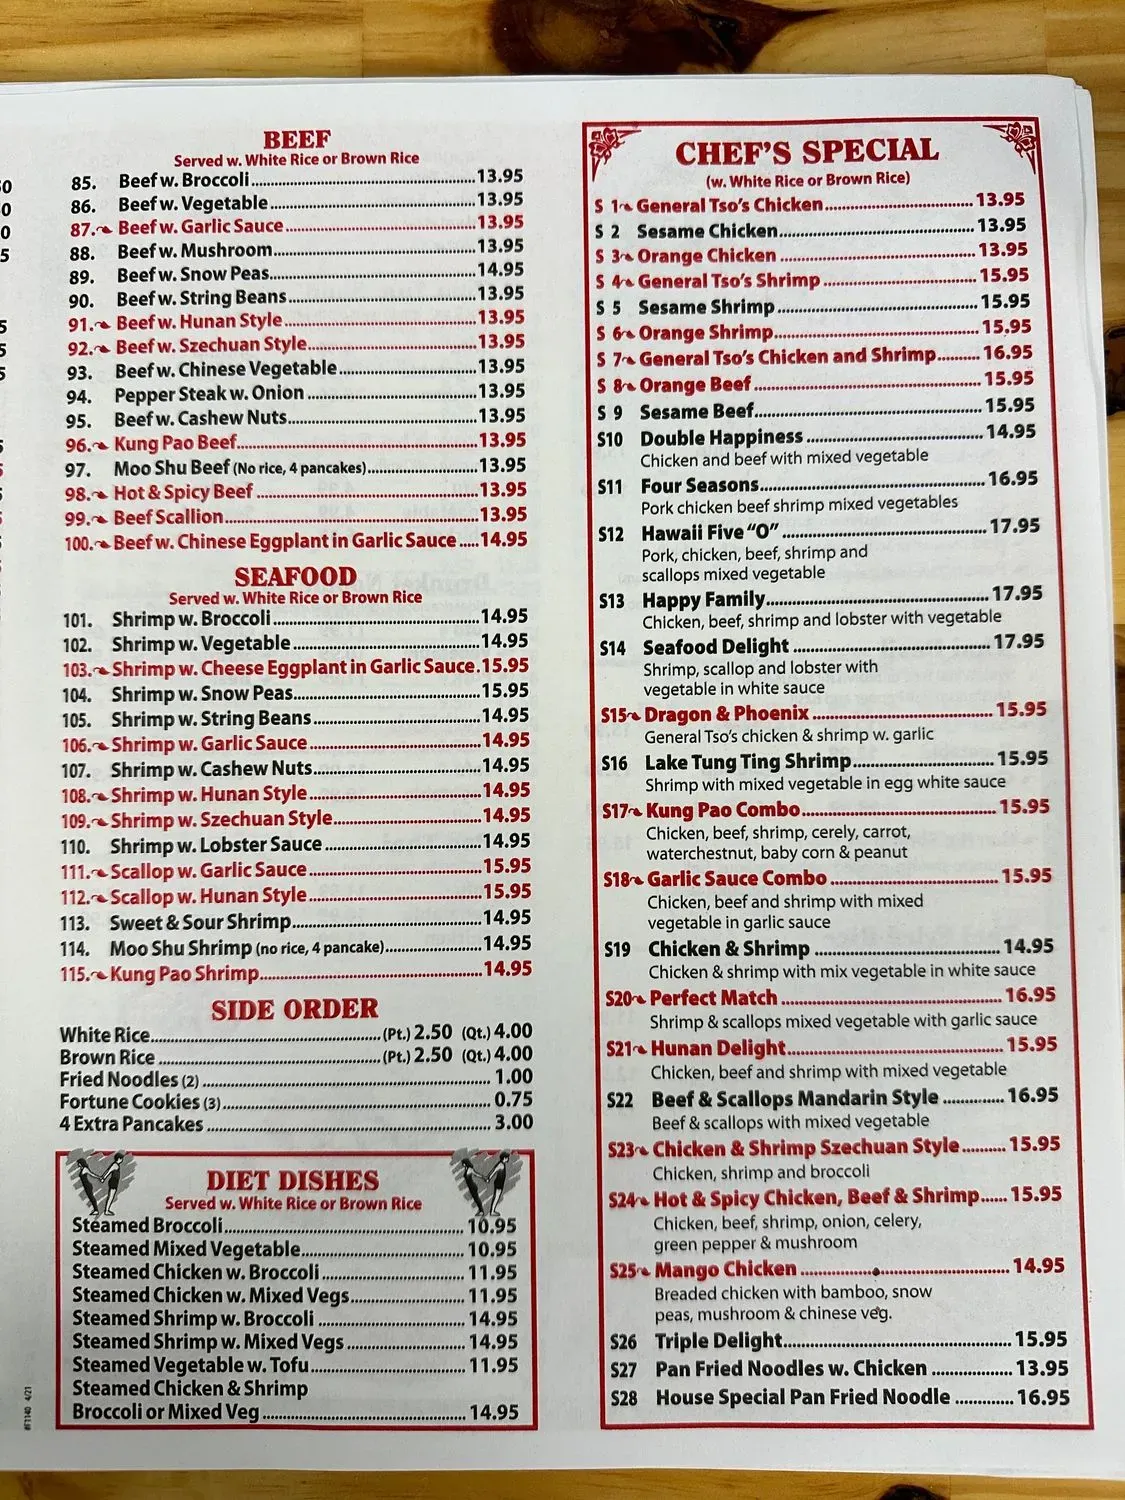 BEEF
Served w. White Rice or Brown Rice
85. Beef w. Broccoli 13.95
86. Beef w. Vegetable 13.95
87. Beef w. Garlic Sauce 13.95
88. Beef w. Mushroom 13.95
89. Beef w. Snow Peas 14.95
90. Beef w. String Beans 13.95
91. Beef w. Hunan Style 13.95
92. Beef w. Szechuan Style 13.95
93. Beef w. Chinese Vegetable 13.95
94. Pepper Steak w. Onion 13.95
95. Beef w. Cashew Nuts 13.95
96. Kung Pao Beef 13.95
97. Moo Shu Beef (No rice, 4 pancakes) 13.95
98. Hot & Spicy Beef 13.95
99. Beef Scallion 13.95
100. Beef w. Chinese Eggplant in Garlic Sauce 14.95
SEAFOOD
Served w. White Rice or Brown Rice
101. Shrimp w. Broccoli 14.95
102. Shrimp w. Vegetable 14.95
103. Shrimp w. Cheese Eggplant in Garlic Sauce 15.95
104. Shrimp w. Snow Peas 15.95
105. Shrimp w. String Beans 14.95
106. Shrimp w. Garlic Sauce 14.95
107. Shrimp w. Cashew Nuts 14.95
108. Shrimp w. Hunan Style 14.95
109. Shrimp w. Szechuan Style 14.95
110. Shrimp w. Lobster Sauce 14.95
111. Scallop w. Garlic Sauce 15.95
112. Scallop w. Hunan Style 15.95
113. Sweet & Sour Shrimp 14.95
114. Moo Shu Shrimp (no rice, 4 pancake) 14.95
115. Kung Pao Shrimp 14.95
SIDE ORDER
White Rice (Pt.) 2.50 (Qt.) 4.00
Brown Rice (Pt.) 2.50 (Qt.) 4.00
Fried Noodles (2) 1.00
Fortune Cookies (3) 0.75
4 Extra Pancakes 3.00
DIET DISHES
Served w. White Rice or Brown Rice
Steamed Broccoli 10.95
Steamed Mixed Vegetable 10.95
Steamed Chicken w. Broccoli 11.95
Steamed Chicken w. Mixed Vegs 11.95
Steamed Shrimp w. Broccoli 14.95
Steamed Shrimp w. Mixed Vegs 14.95
Steamed Vegetable w. Tofu 11.95
Steamed Chicken & Shrimp
Broccoli or Mixed Veg 14.95
#F1140 4/21
CHEF'S SPECIAL
(w. White Rice or Brown Rice)
S 1 General Tso's Chicken 13.95
S 2 Sesame Chicken 13.95
S 3 Orange Chicken 13.95
S 4 General Tso's Shrimp 15.95
S 5 Sesame Shrimp 15.95
S 6 Orange Shrimp 15.95
S 7 General Tso's Chicken and Shrimp 16.95
S 8 Orange Beef 15.95
S 9 Sesame Beef 15.95
S10 Double Happiness 14.95
Chicken and beef with mixed vegetable
S11 Four Seasons 16.95
Pork chicken beef shrimp mixed vegetables
S12 Hawaii Five "O" 17.95
Pork, chicken, beef, shrimp and
scallops mixed vegetable
S13 Happy Family 17.95
Chicken, beef, shrimp and lobster with vegetable
S14 Seafood Delight 17.95
Shrimp, scallop and lobster with
vegetable in white sauce
S15 Dragon & Phoenix 15.95
General Tso's chicken & shrimp w. garlic
S16 Lake Tung Ting Shrimp 15.95
Shrimp with mixed vegetable in egg white sauce
S17 Kung Pao Combo 15.95
Chicken, beef, shrimp, cerely, carrot,
waterchestnut, baby corn & peanut
S18 Garlic Sauce Combo 15.95
Chicken, beef and shrimp with mixed
vegetable in garlic sauce
S19 Chicken & Shrimp 14.95
Chicken & shrimp with mix vegetable in white sauce
S20 Perfect Match 16.95
Shrimp & scallops mixed vegetable with garlic sauce
S21 Hunan Delight 15.95
Chicken, beef and shrimp with mixed vegetable
S22 Beef & Scallops Mandarin Style 16.95
Beef & scallops with mixed vegetable
S23 Chicken & Shrimp Szechuan Style 15.95
Chicken, shrimp and broccoli
S24 Hot & Spicy Chicken, Beef & Shrimp 15.95
Chicken, beef, shrimp, onion, celery,
green pepper & mushroom
S25 Mango Chicken 14.95
Breaded chicken with bamboo, snow
peas, mushroom & chinese veg.
S26 Triple Delight 15.95
S27 Pan Fried Noodles w. Chicken 13.95
S28 House Special Pan Fried Noodle 16.95